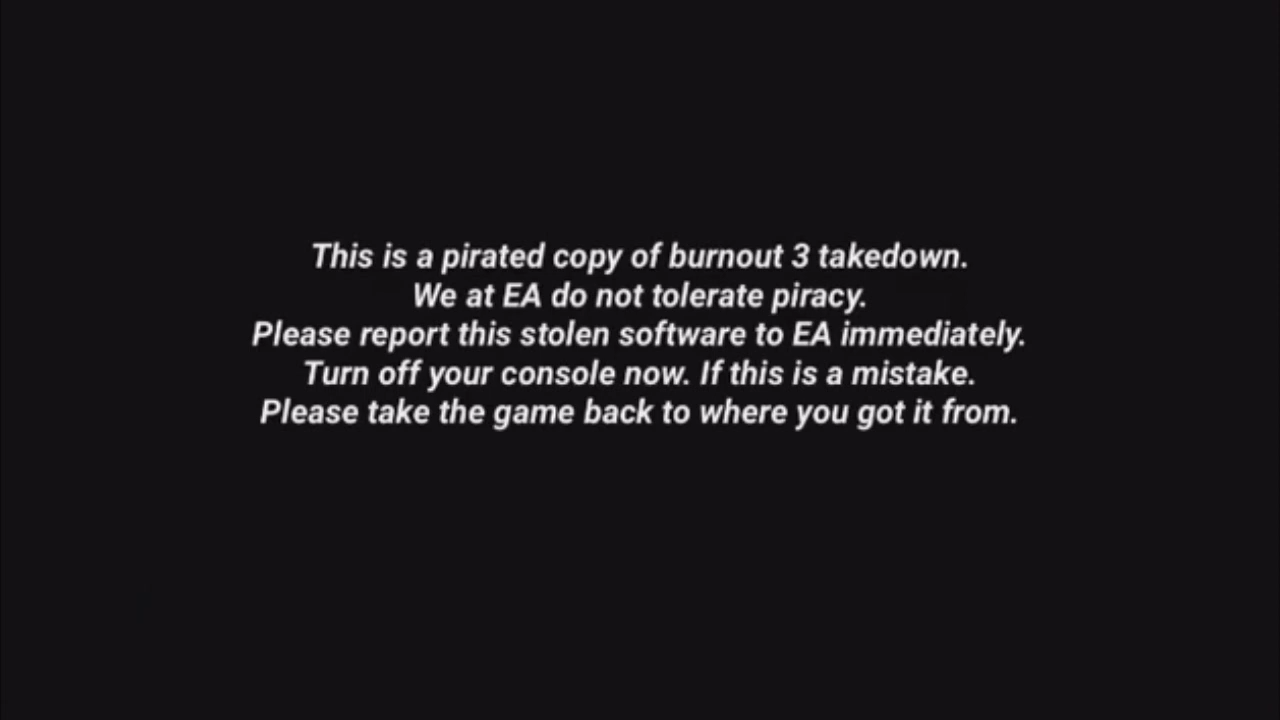 This is a pirated copy of burnout 3 takedown.
We at EA do not tolerate piracy.
Please report this stolen software to EA immediately.
Turn off your console now. If this is a mistake.
Please take the game back to where you got it from.